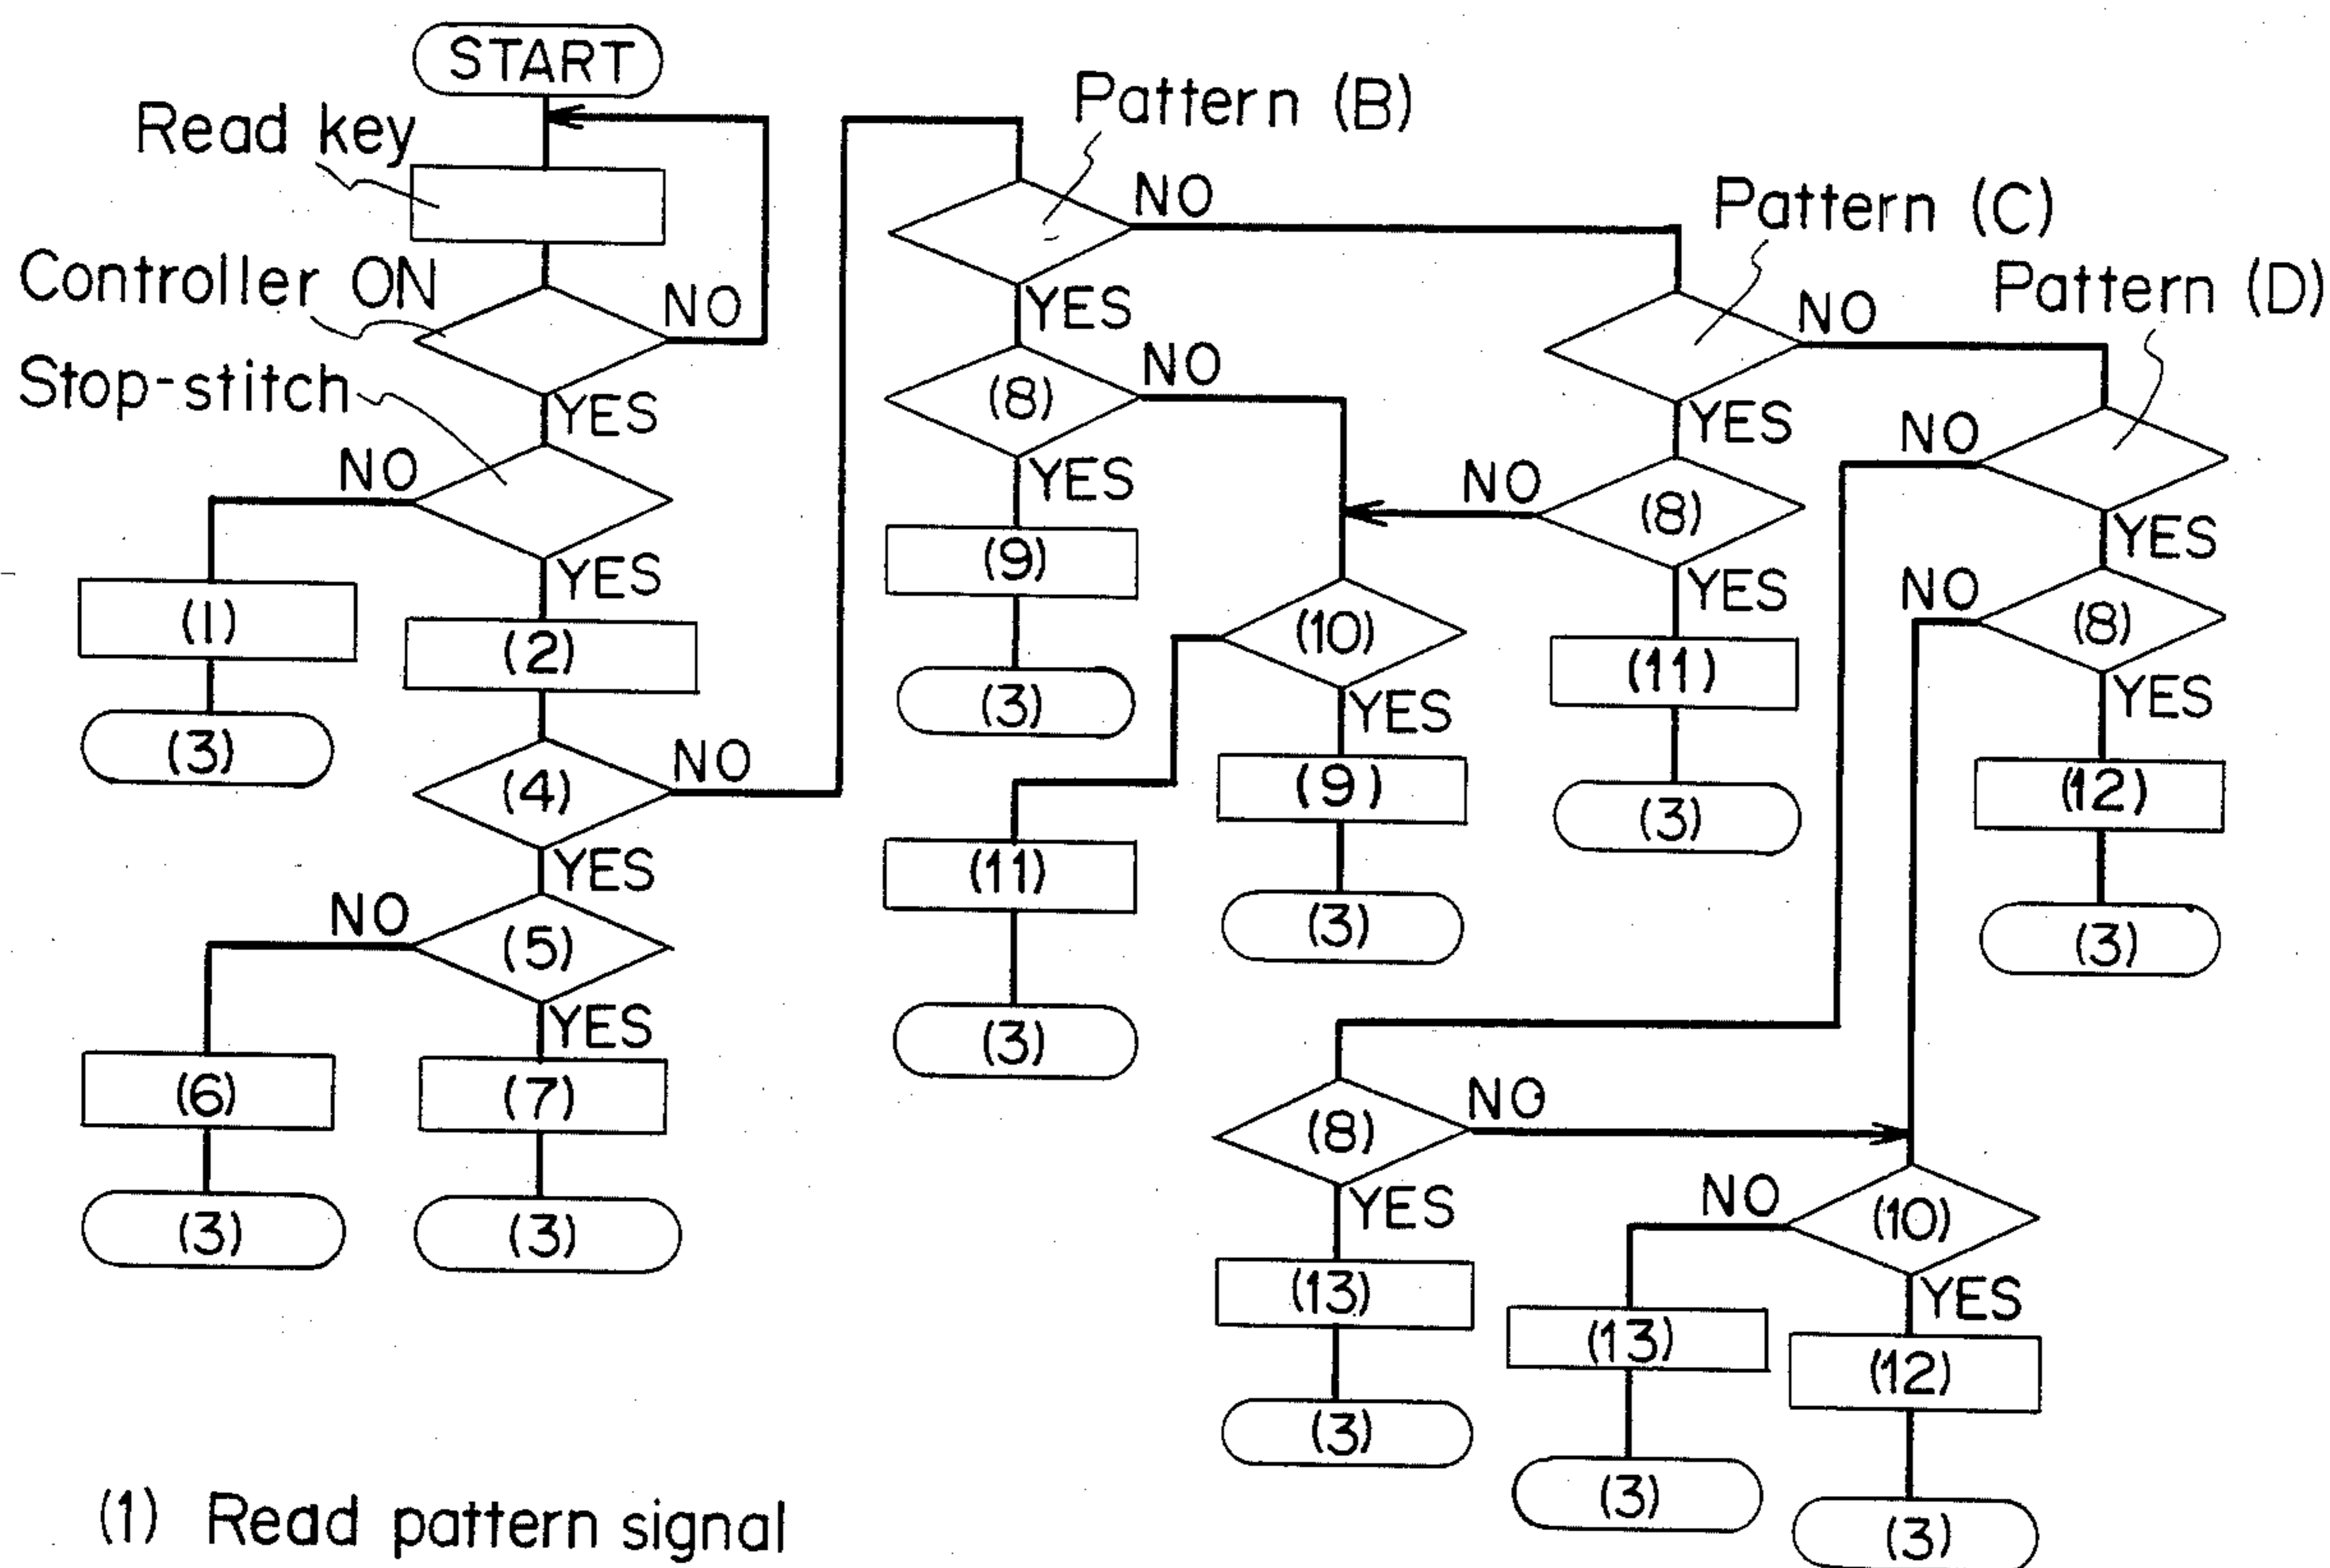 START
Read key
Controller ON
NO
YES
Stop-stitch
NO
YES
(1)
(2)
(3)
(4)
NO
YES
NO
(5)
YES
(6)
(7)
(3)
(3)
Pattern (B)
NO
YES
(8)
NO
YES
(9)
(3)
(10)
YES
(9)
(3)
(11)
(3)
Pattern (C)
NO
YES
NO
(8)
YES
(11)
(3)
Pattern (D)
NO
YES
NO
(8)
YES
(12)
(3)
(8)
NO
YES
(13)
(3)
NO
(10)
YES
(13)
(12)
(3)
(3)
(1) Read pattern signal